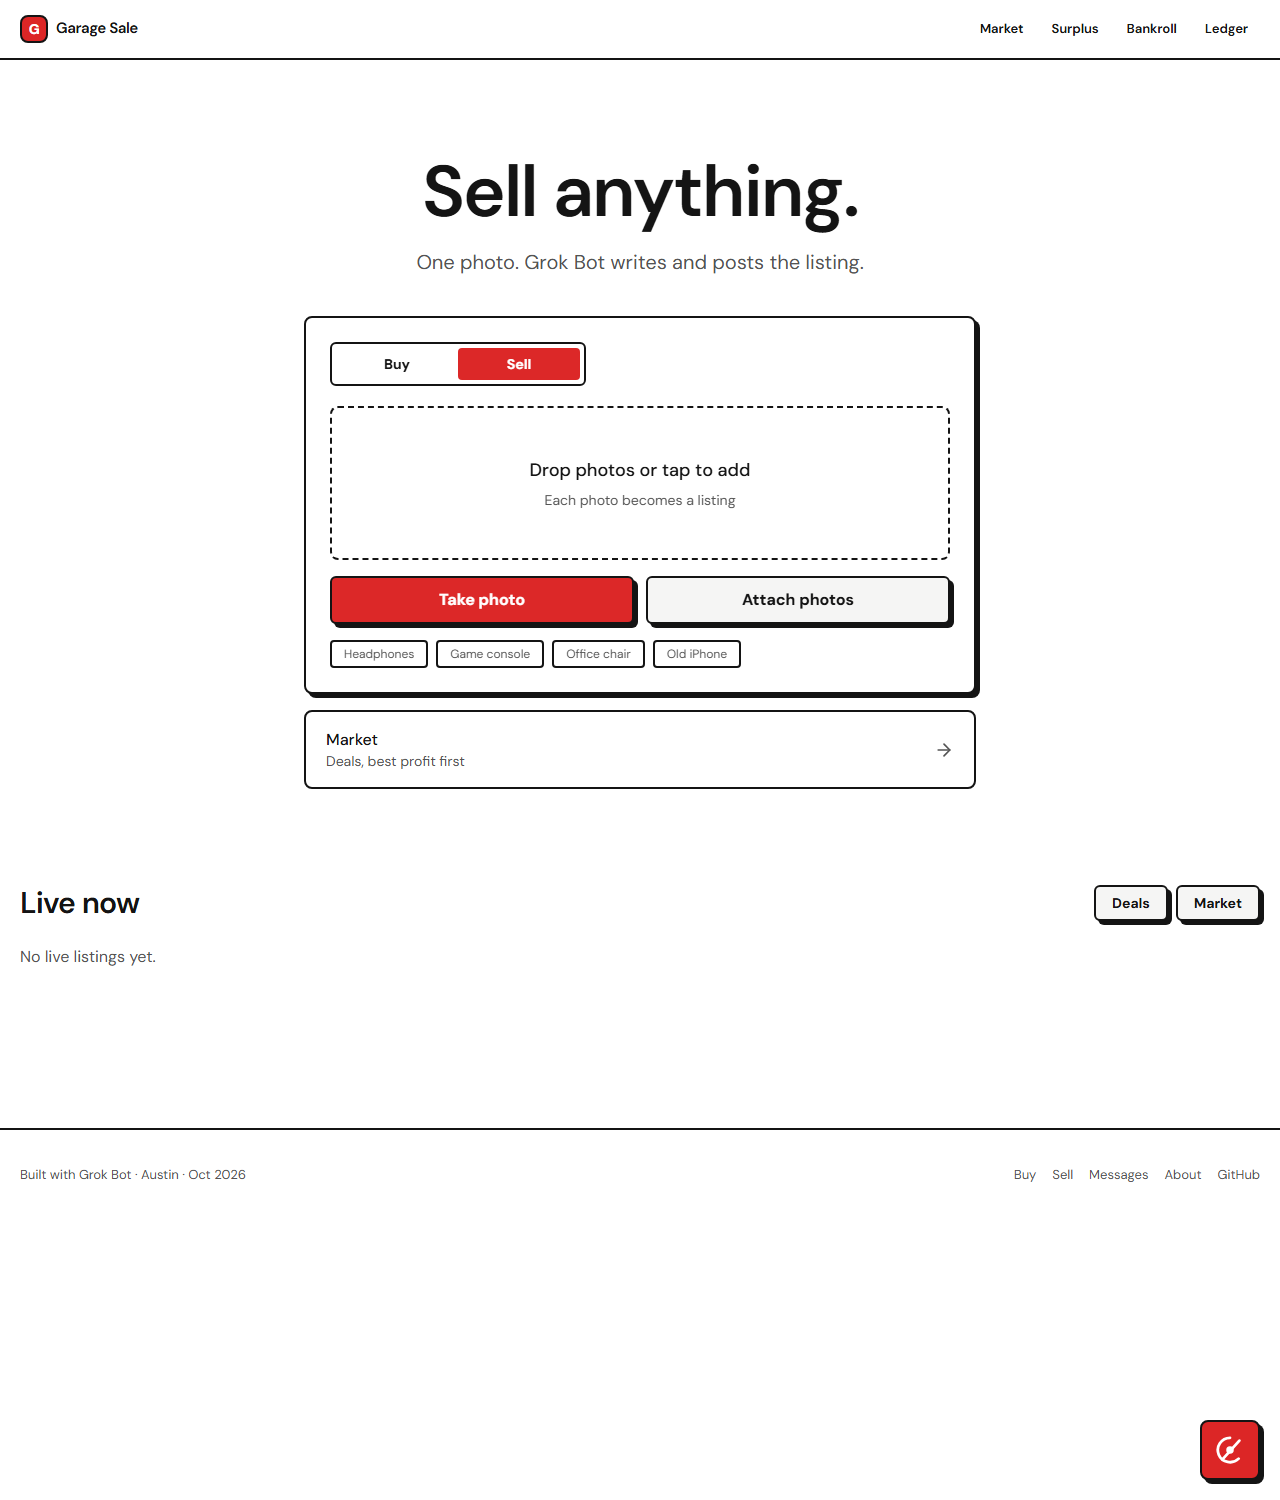 G Garage Sale
Market Surplus Bankroll Ledger
Sell anything.
One photo. Grok Bot writes and posts the listing.
Buy Sell
Drop photos or tap to add
Each photo becomes a listing
Take photo Attach photos
Headphones Game console Office chair Old iPhone
Market
Deals, best profit first
Live now
Deals Market
No live listings yet.
Built with Grok Bot · Austin · Oct 2026
Buy Sell Messages About GitHub